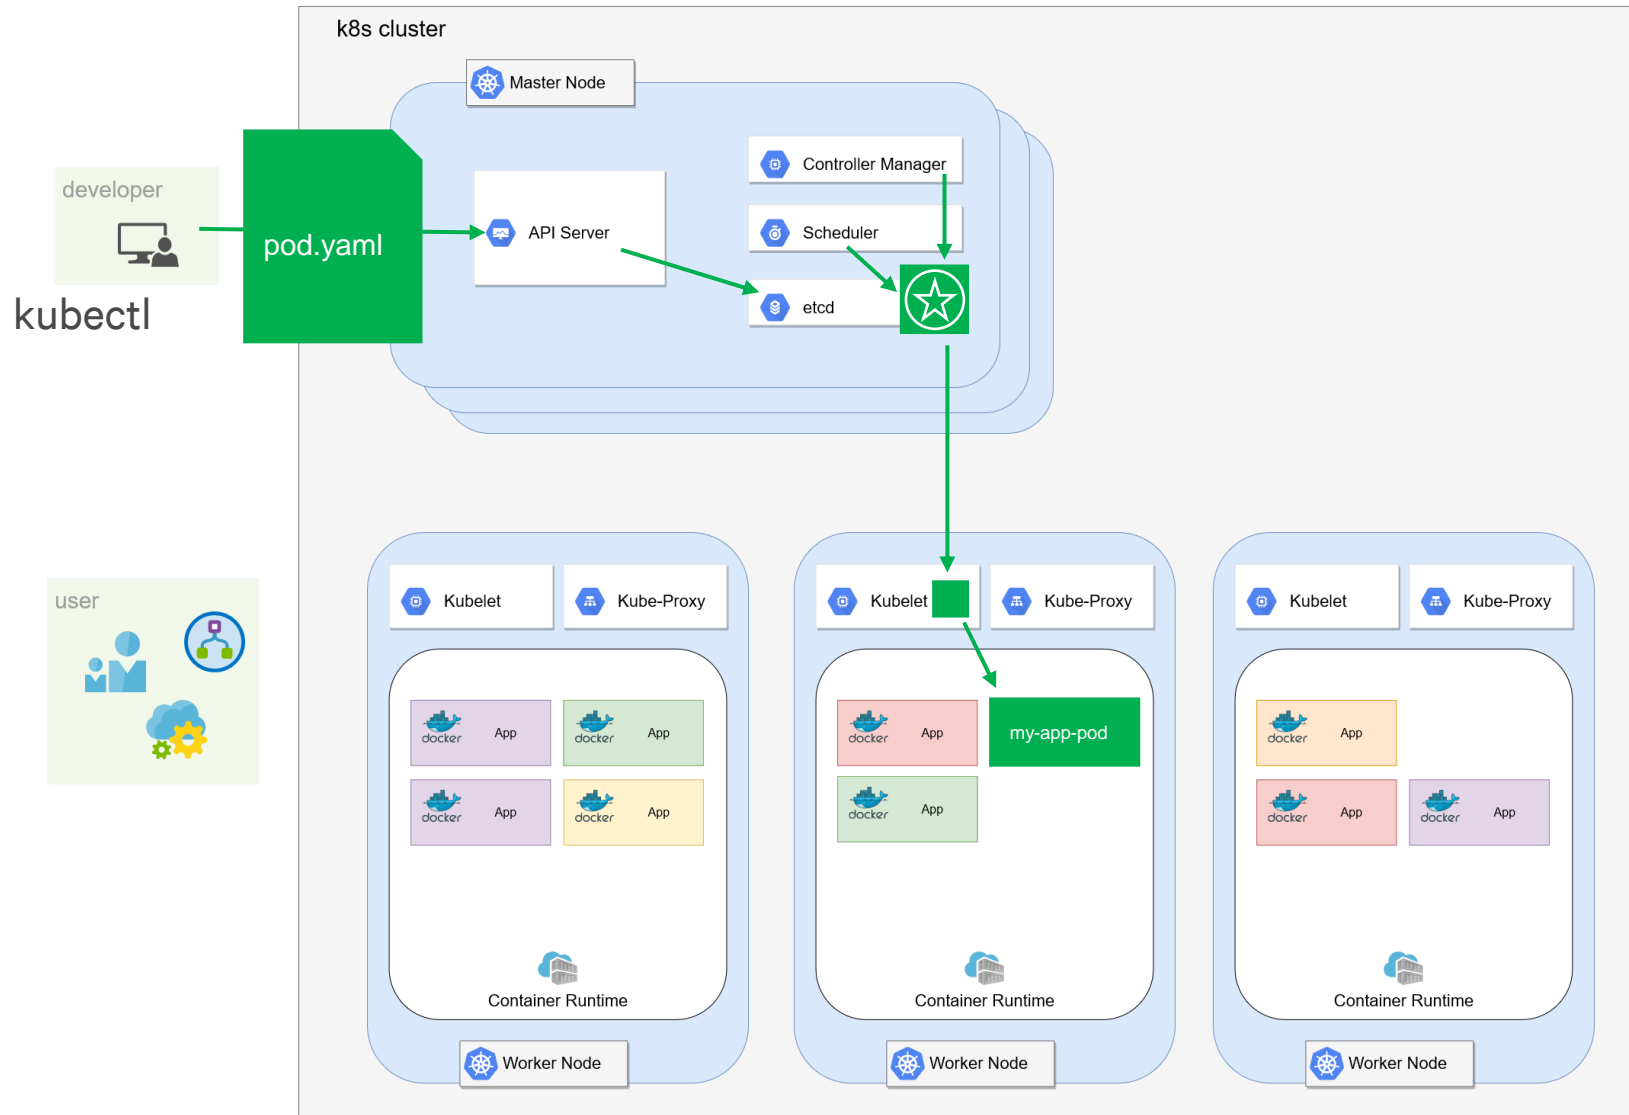 k8s cluster
Master Node
developer
pod.yaml
kubectl
API Server
Controller Manager
Scheduler
etcd
user
Kubelet
Kube-Proxy
docker
App
docker
App
docker
App
docker
App
Container Runtime
Worker Node
Kubelet
Kube-Proxy
docker
App
my-app-pod
docker
App
Container Runtime
Worker Node
Kubelet
Kube-Proxy
docker
App
docker
App
docker
App
Container Runtime
Worker Node